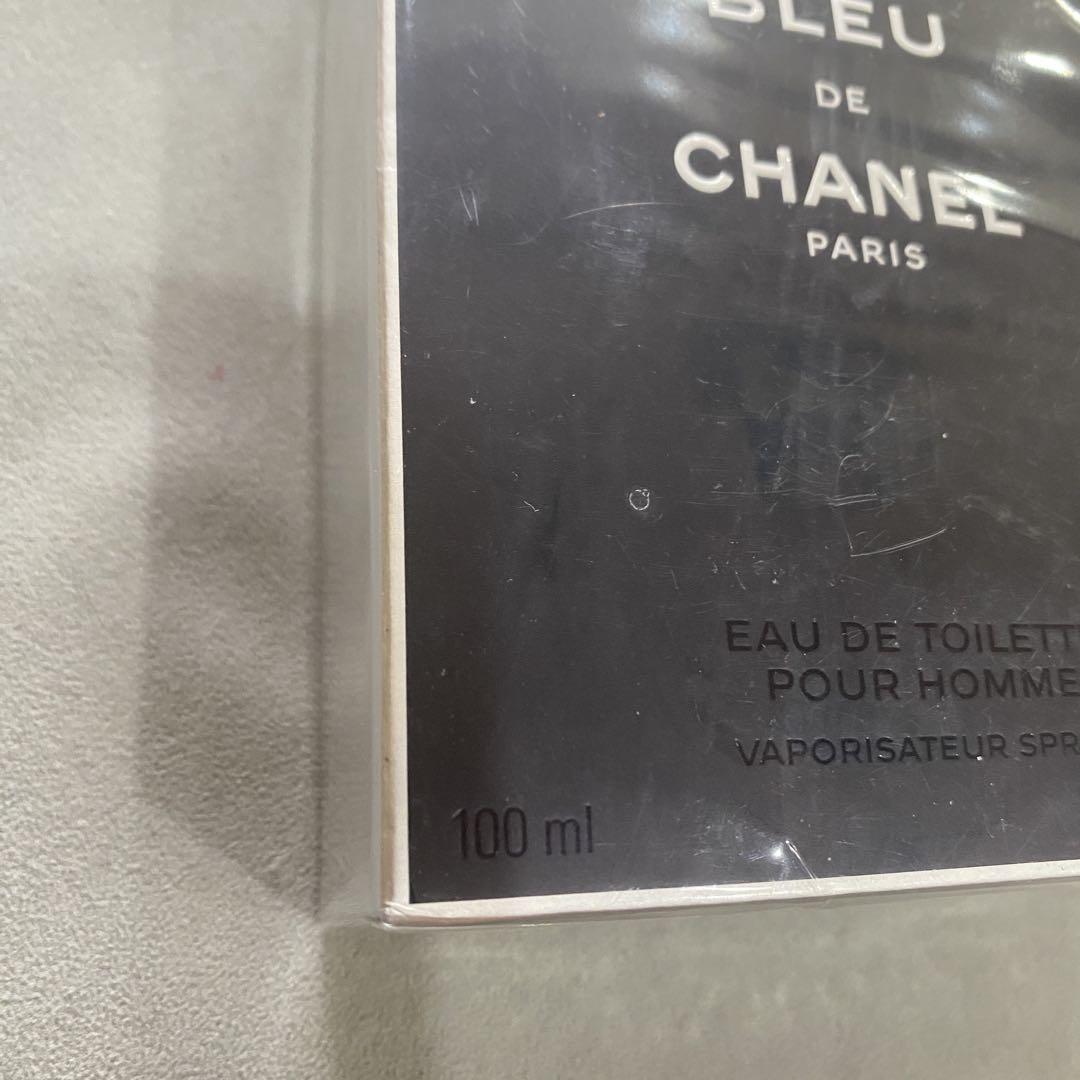 BLEU
DE
CHANEL
PARIS
EAU DE TOILETT
POUR HOMME
VAPORISATEUR SPR
100 ml